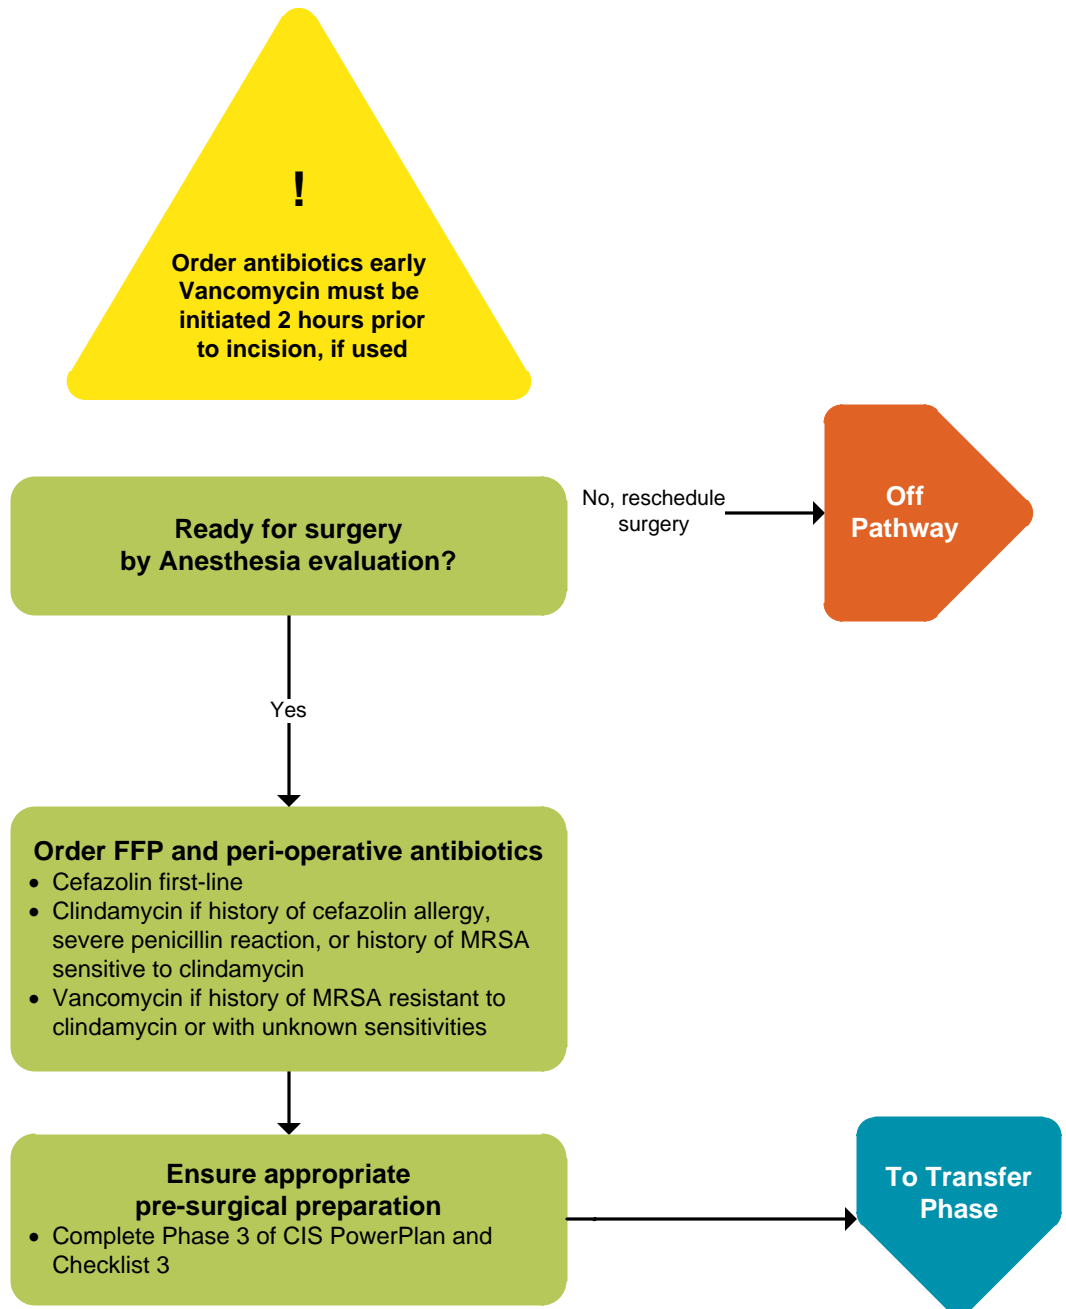 !
Order antibiotics early
Vancomycin must be
initiated 2 hours prior
to incision, if used
Ready for surgery
by Anesthesia evaluation?
No, reschedule
surgery
Off
Pathway
Yes
Order FFP and peri-operative antibiotics
• Cefazolin first-line
• Clindamycin if history of cefazolin allergy,
severe penicillin reaction, or history of MRSA
sensitive to clindamycin
• Vancomycin if history of MRSA resistant to
clindamycin or with unknown sensitivities
Ensure appropriate
pre-surgical preparation
• Complete Phase 3 of CIS PowerPlan and
Checklist 3
To Transfer
Phase